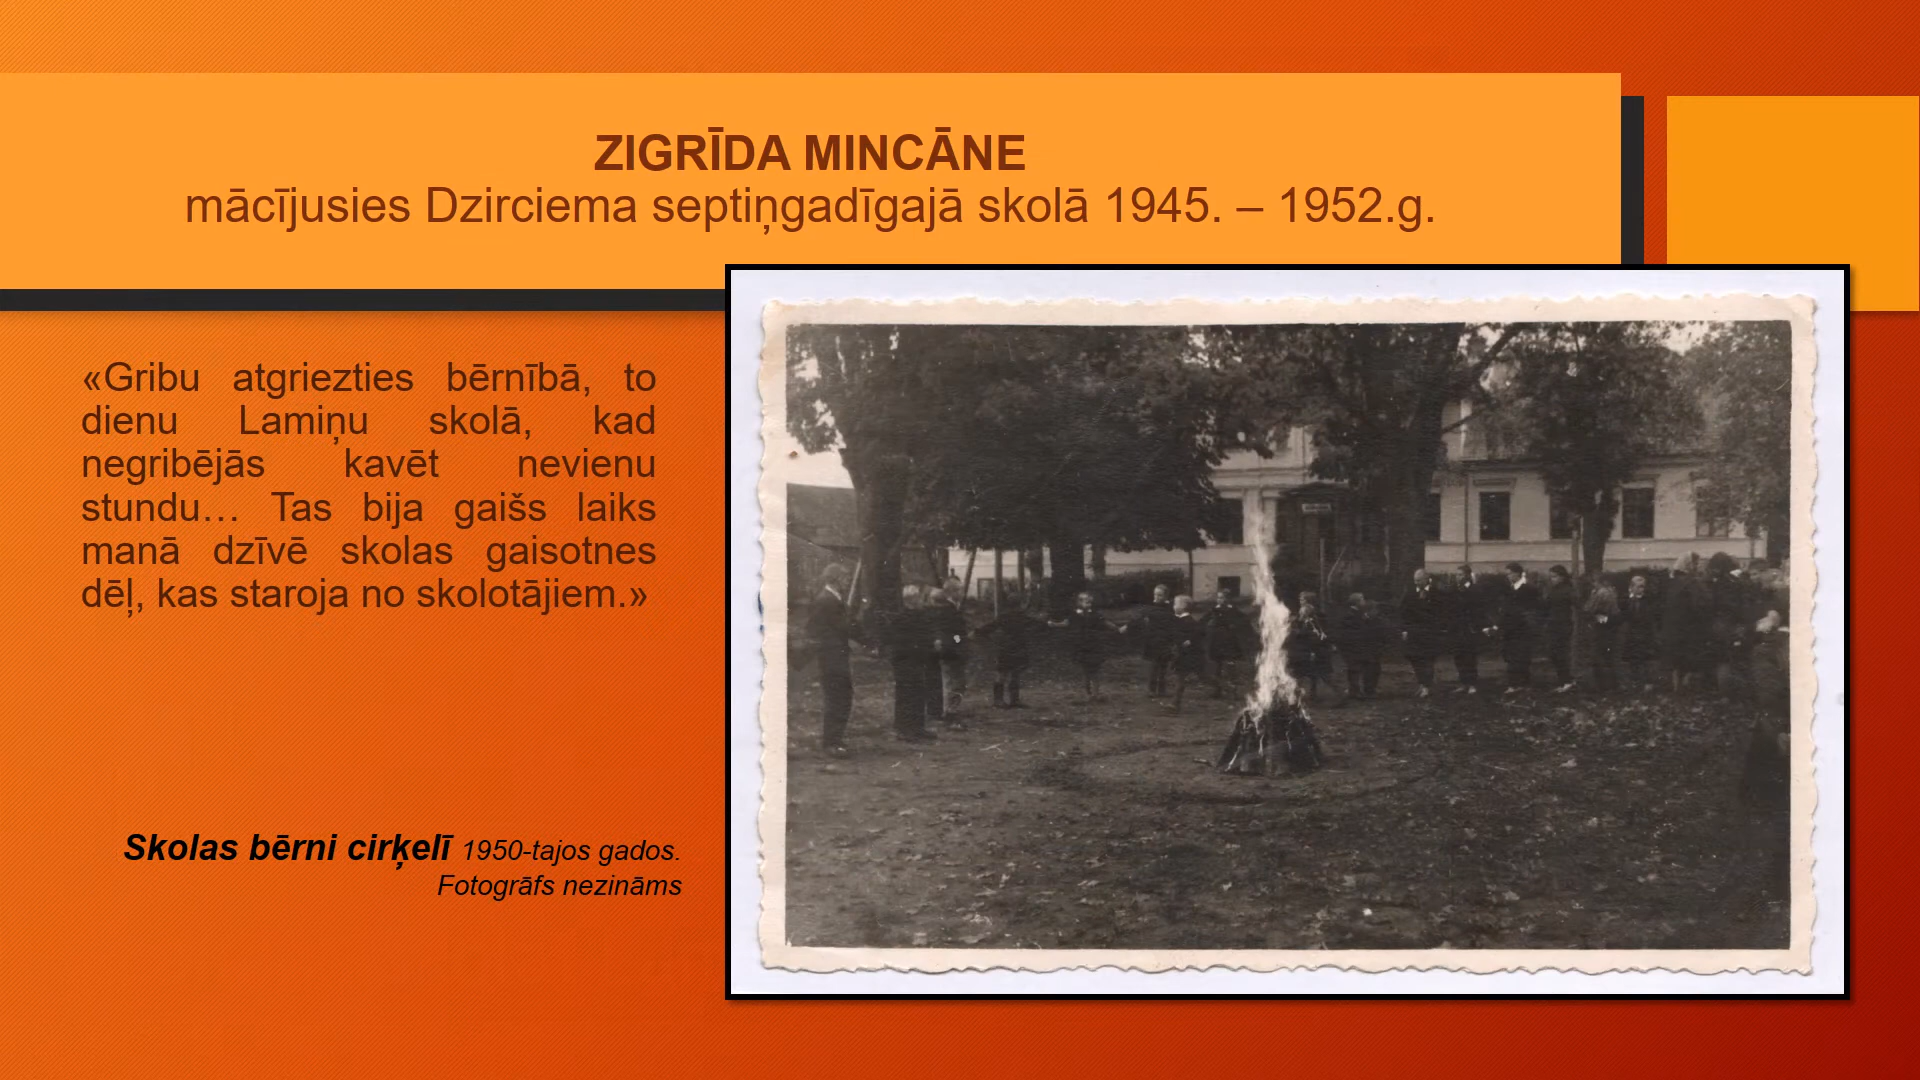 ZIGRĪDA MINCĀNE
mācījusies Dzirciema septiņgadīgajā skolā 1945. – 1952.g.
«Gribu atgriezties bērnībā, to
dienu Lamiņu skolā, kad
negribējās kavēt nevienu
stundu… Tas bija gaišs laiks
manā dzīvē skolas gaisotnes
dēļ, kas staroja no skolotājiem.»
Skolas bērni cirķelī 1950-tajos gados.
Fotogrāfs nezināms